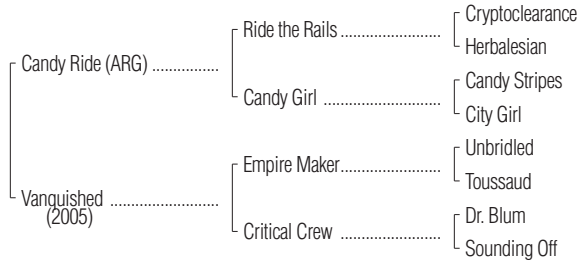 Cryptoclearance
Ride the Rails ....................
Herbalesian
Candy Ride (ARG) ................
Candy Stripes
Candy Girl ........................
City Girl
Unbridled
Empire Maker....................
Toussaud
Vanquished ......................
(2005)
Dr. Blum
Critical Crew ....................
Sounding Off